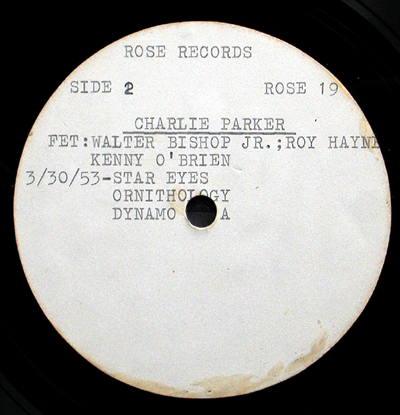 ROSE RECORDS
SIDE 2 ROSE 19
CHARLIE PARKER
FET:WALTER BISHOP JR.;ROY HAYNE
KENNY O'BRIEN
3/30/53-STAR EYES
ORNITHOLOGY
DYNAMO A